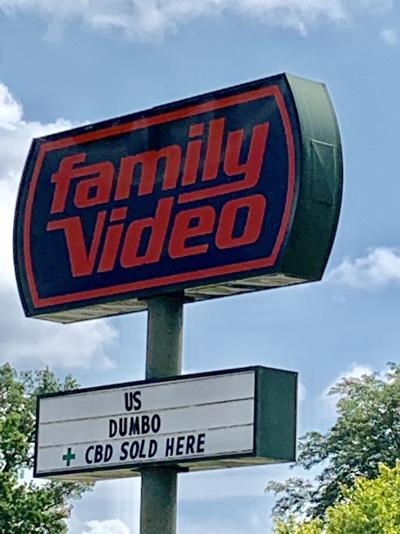 family
Video
US
DUMBO
+ CBD SOLD HERE